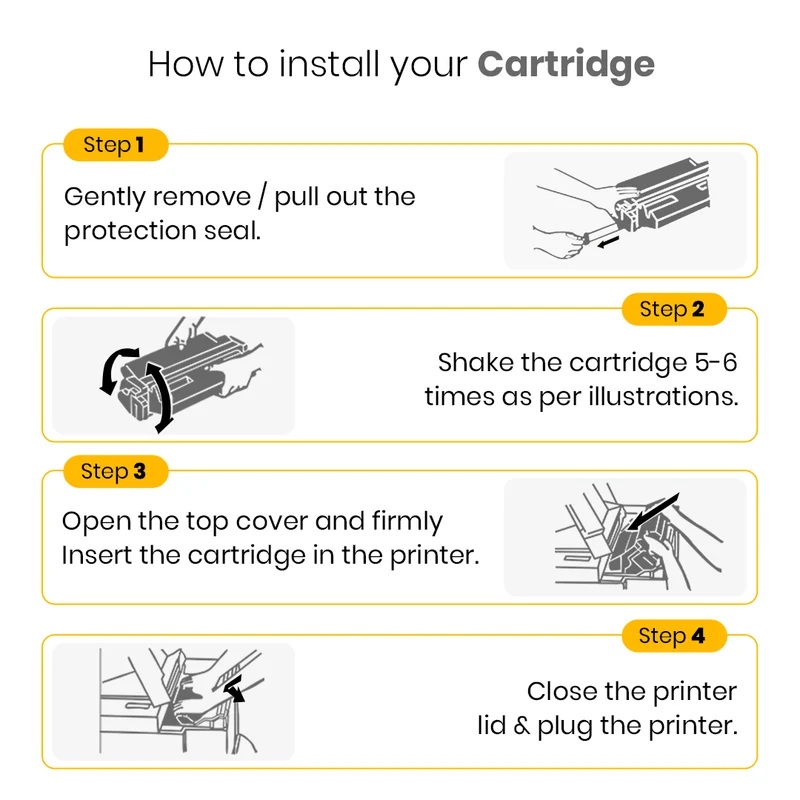 How to install your Cartridge
Step 1
Gently remove / pull out the
protection seal.
Step 2
Shake the cartridge 5-6
times as per illustrations.
Step 3
Open the top cover and firmly
Insert the cartridge in the printer.
Step 4
Close the printer
lid & plug the printer.